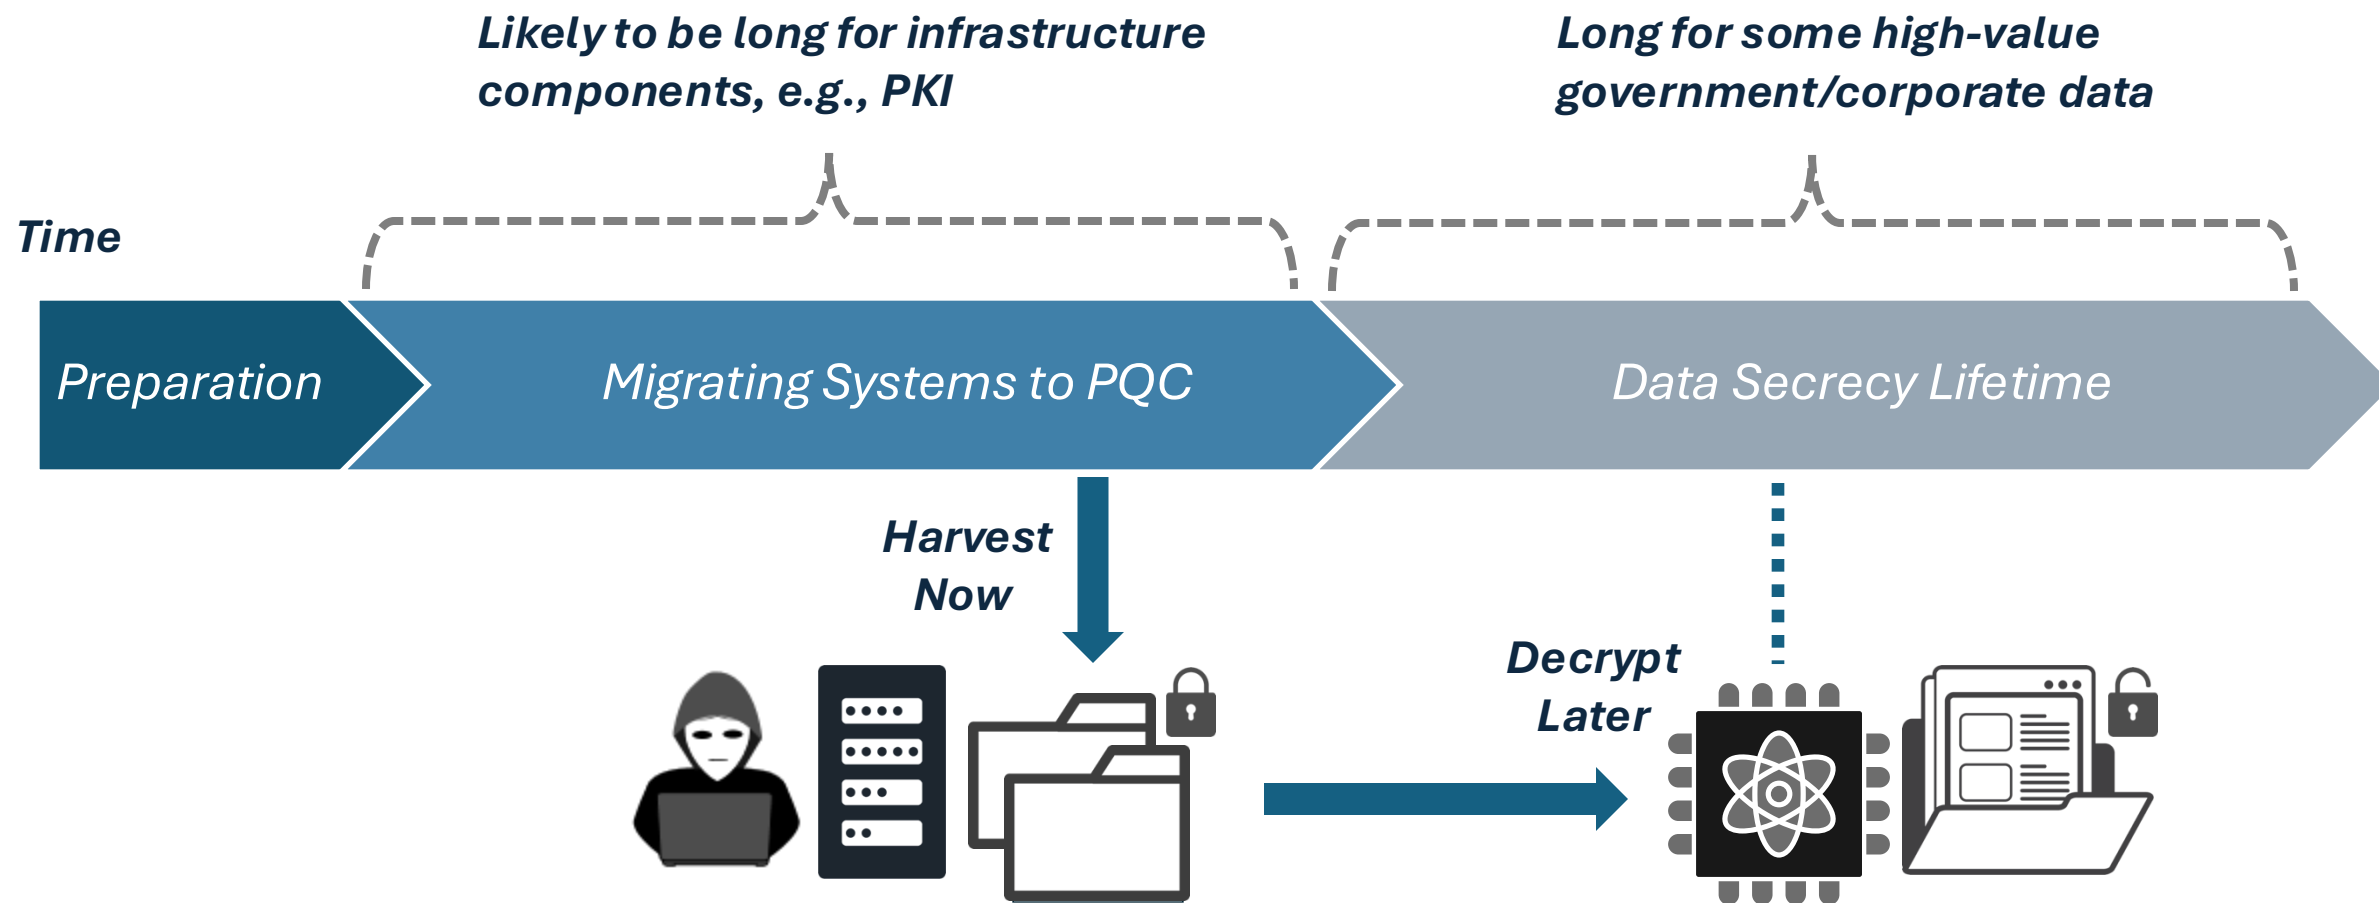 Likely to be long for infrastructure
components, e.g., PKI
Long for some high-value
government/corporate data
Time
Preparation
Migrating Systems to PQC
Data Secrecy Lifetime
Harvest
Now
Decrypt
Later